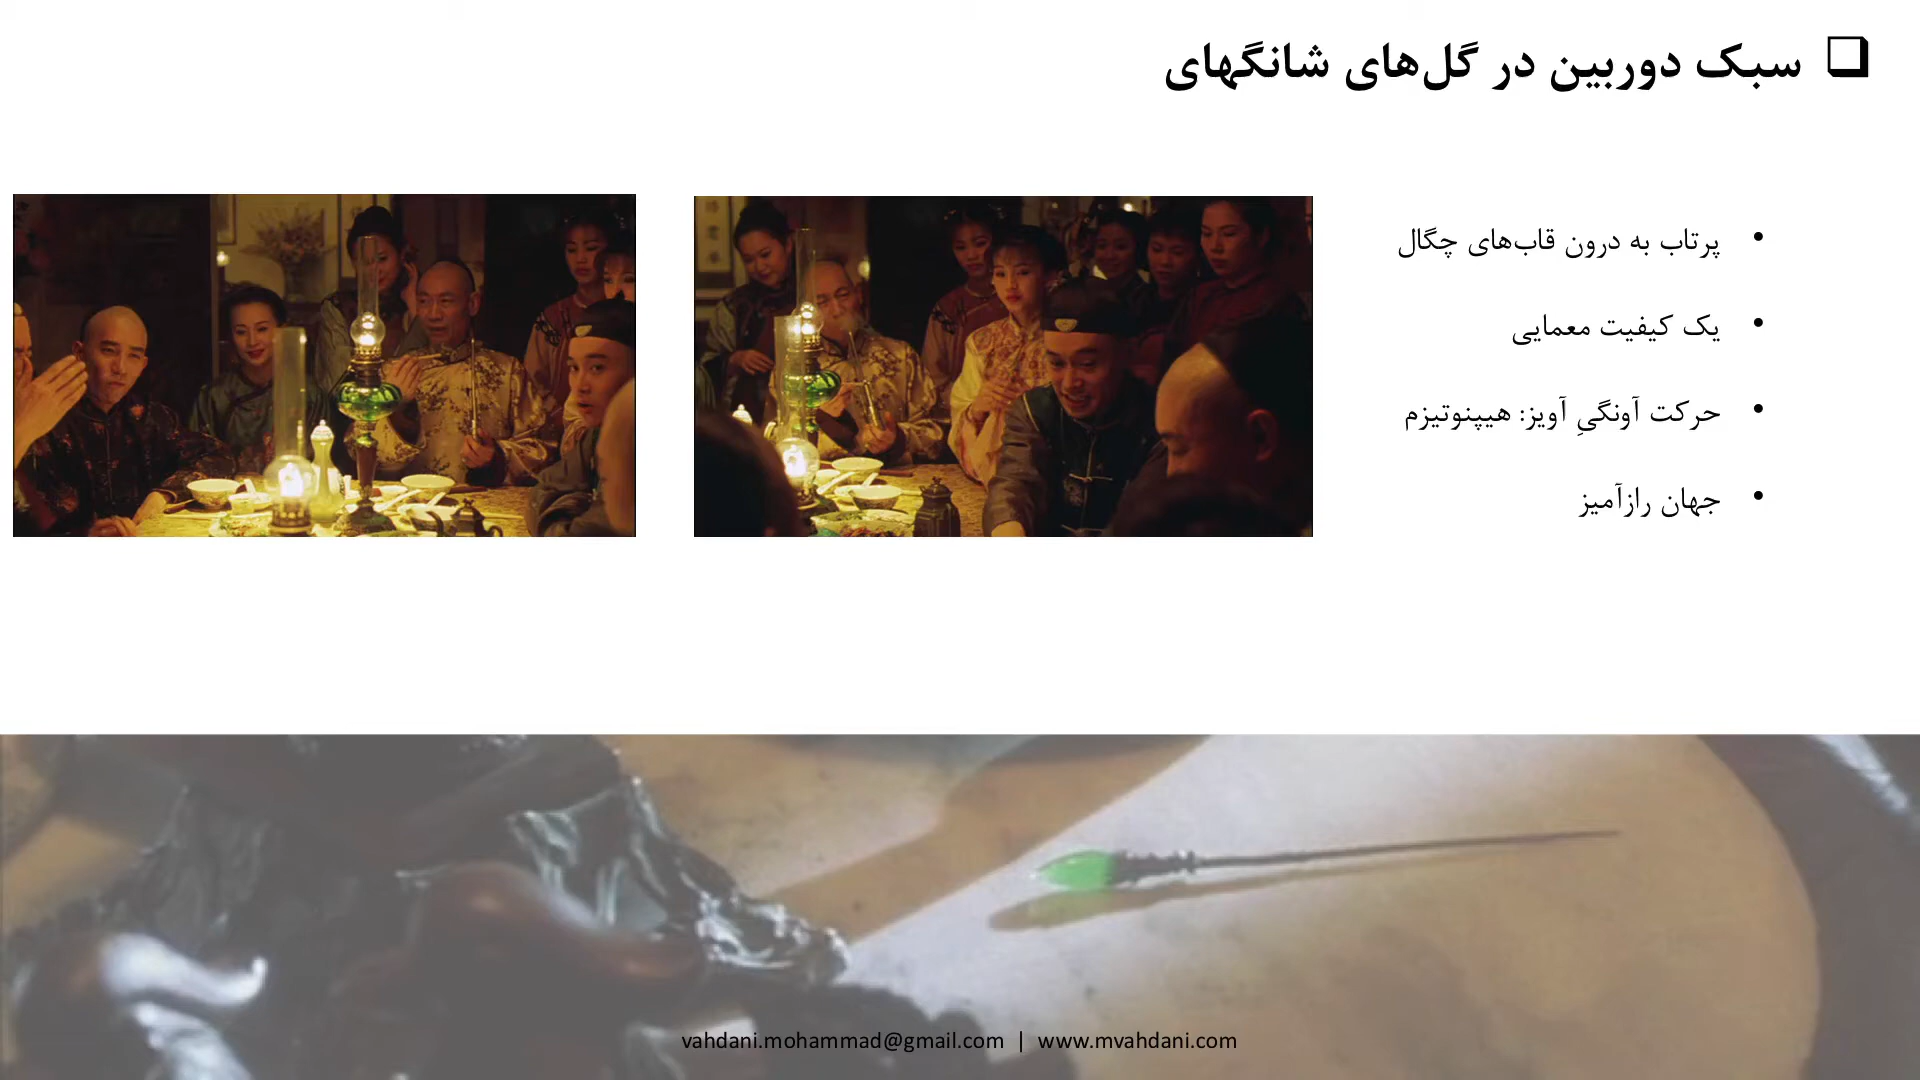 سبک دوربین در گل‌های شانگهای
پرتاب به درون قاب‌های چگال
یک کیفیت معمایی
حرکت آونگیِ آویز: هیپنوتیزم
جهان رازآمیز
vahdani.mohammad@gmail.com | www.mvahdani.com